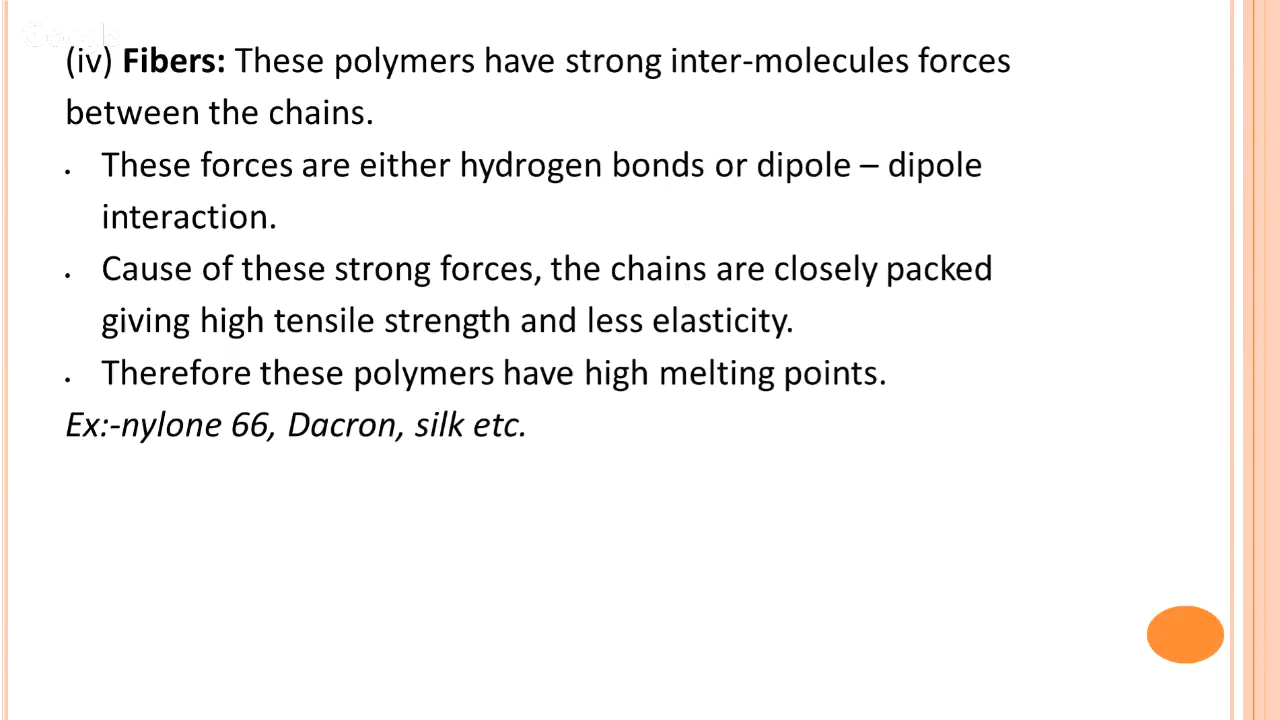 Google
(iv) Fibers: These polymers have strong inter-molecules forces
between the chains.
• These forces are either hydrogen bonds or dipole – dipole
interaction.
• Cause of these strong forces, the chains are closely packed
giving high tensile strength and less elasticity.
• Therefore these polymers have high melting points.
Ex:-nylone 66, Dacron, silk etc.